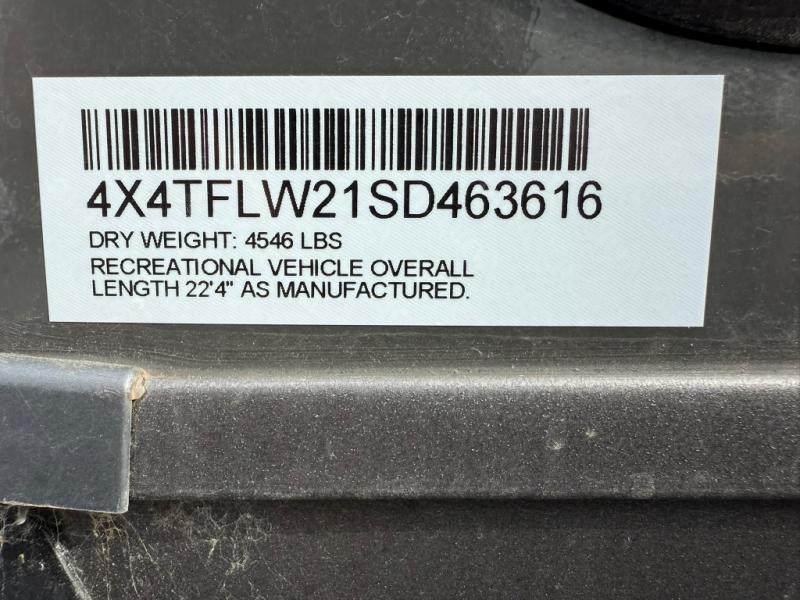 4X4TFLW21SD463616
DRY WEIGHT: 4546 LBS
RECREATIONAL VEHICLE OVERALL
LENGTH 22'4" AS MANUFACTURED.